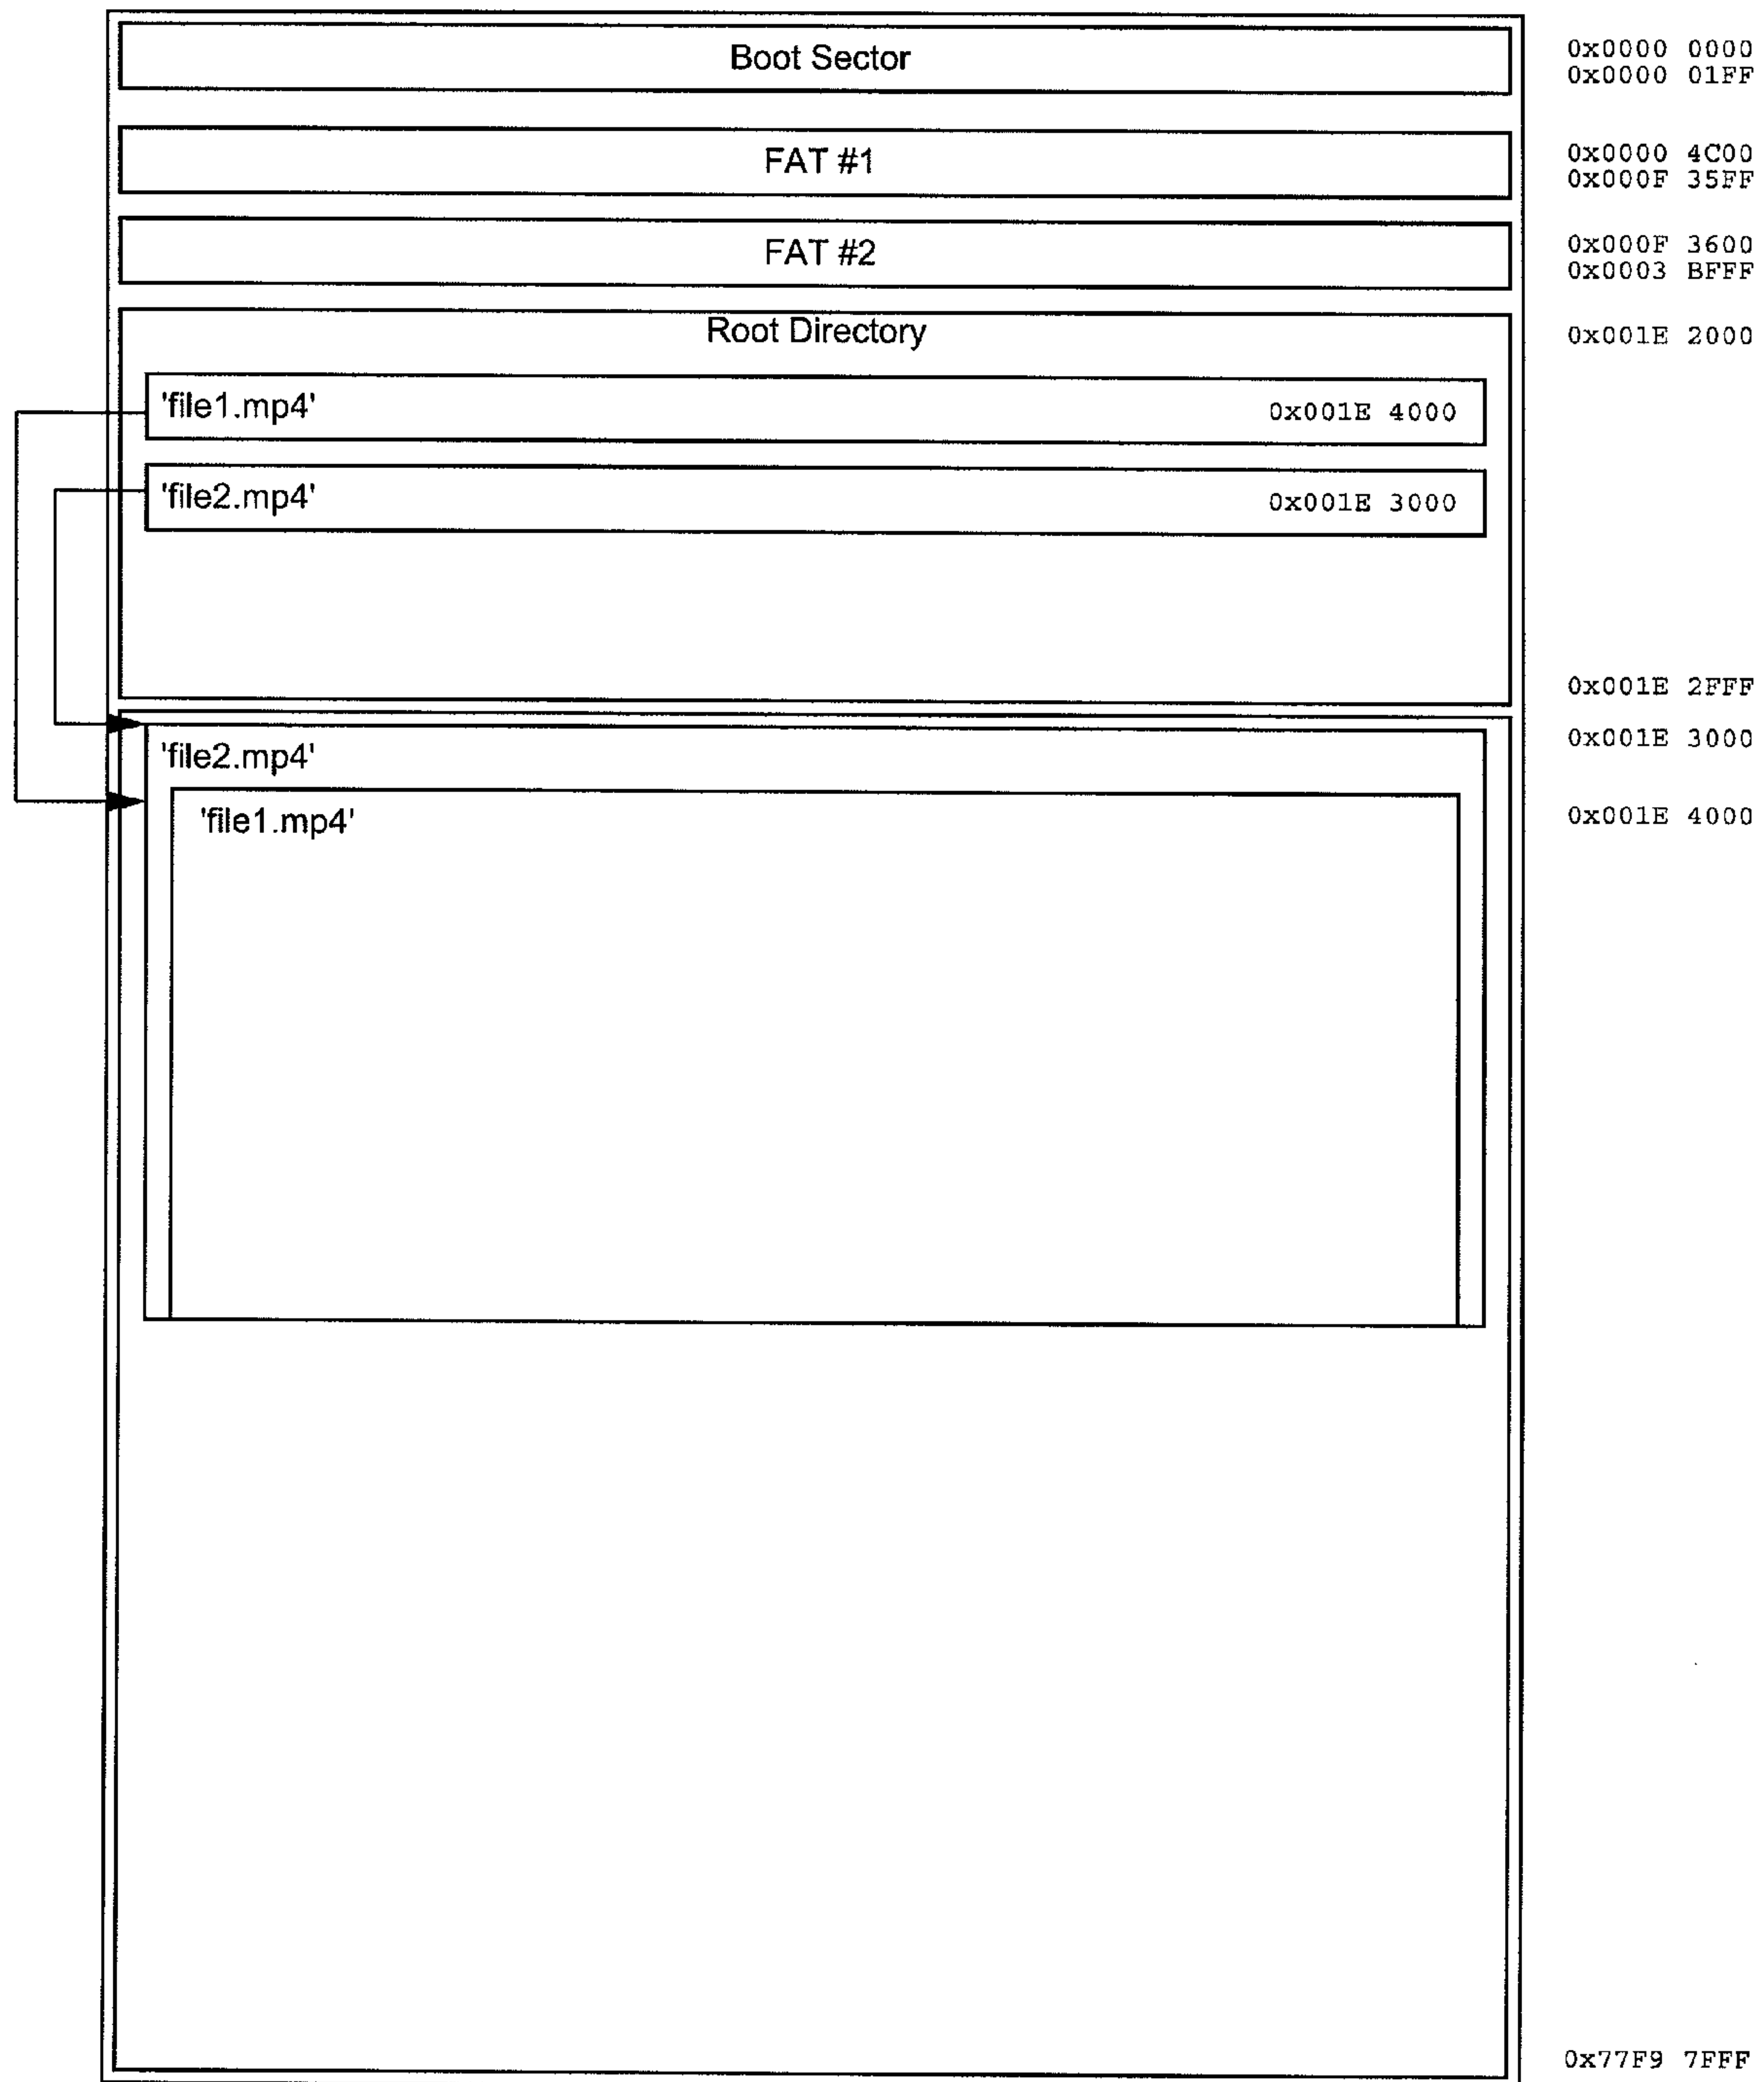 Boot Sector
0x0000 0000
0x0000 01FF
FAT #1
0x0000 4C00
0x000F 35FF
FAT #2
0x000F 3600
0x0003 BFFF
Root Directory
0x001E 2000
'file1.mp4'
0x001E 4000
'file2.mp4'
0x001E 3000
0x001E 2FFF
0x001E 3000
'file2.mp4'
0x001E 4000
'file1.mp4'
0x77F9 7FFF